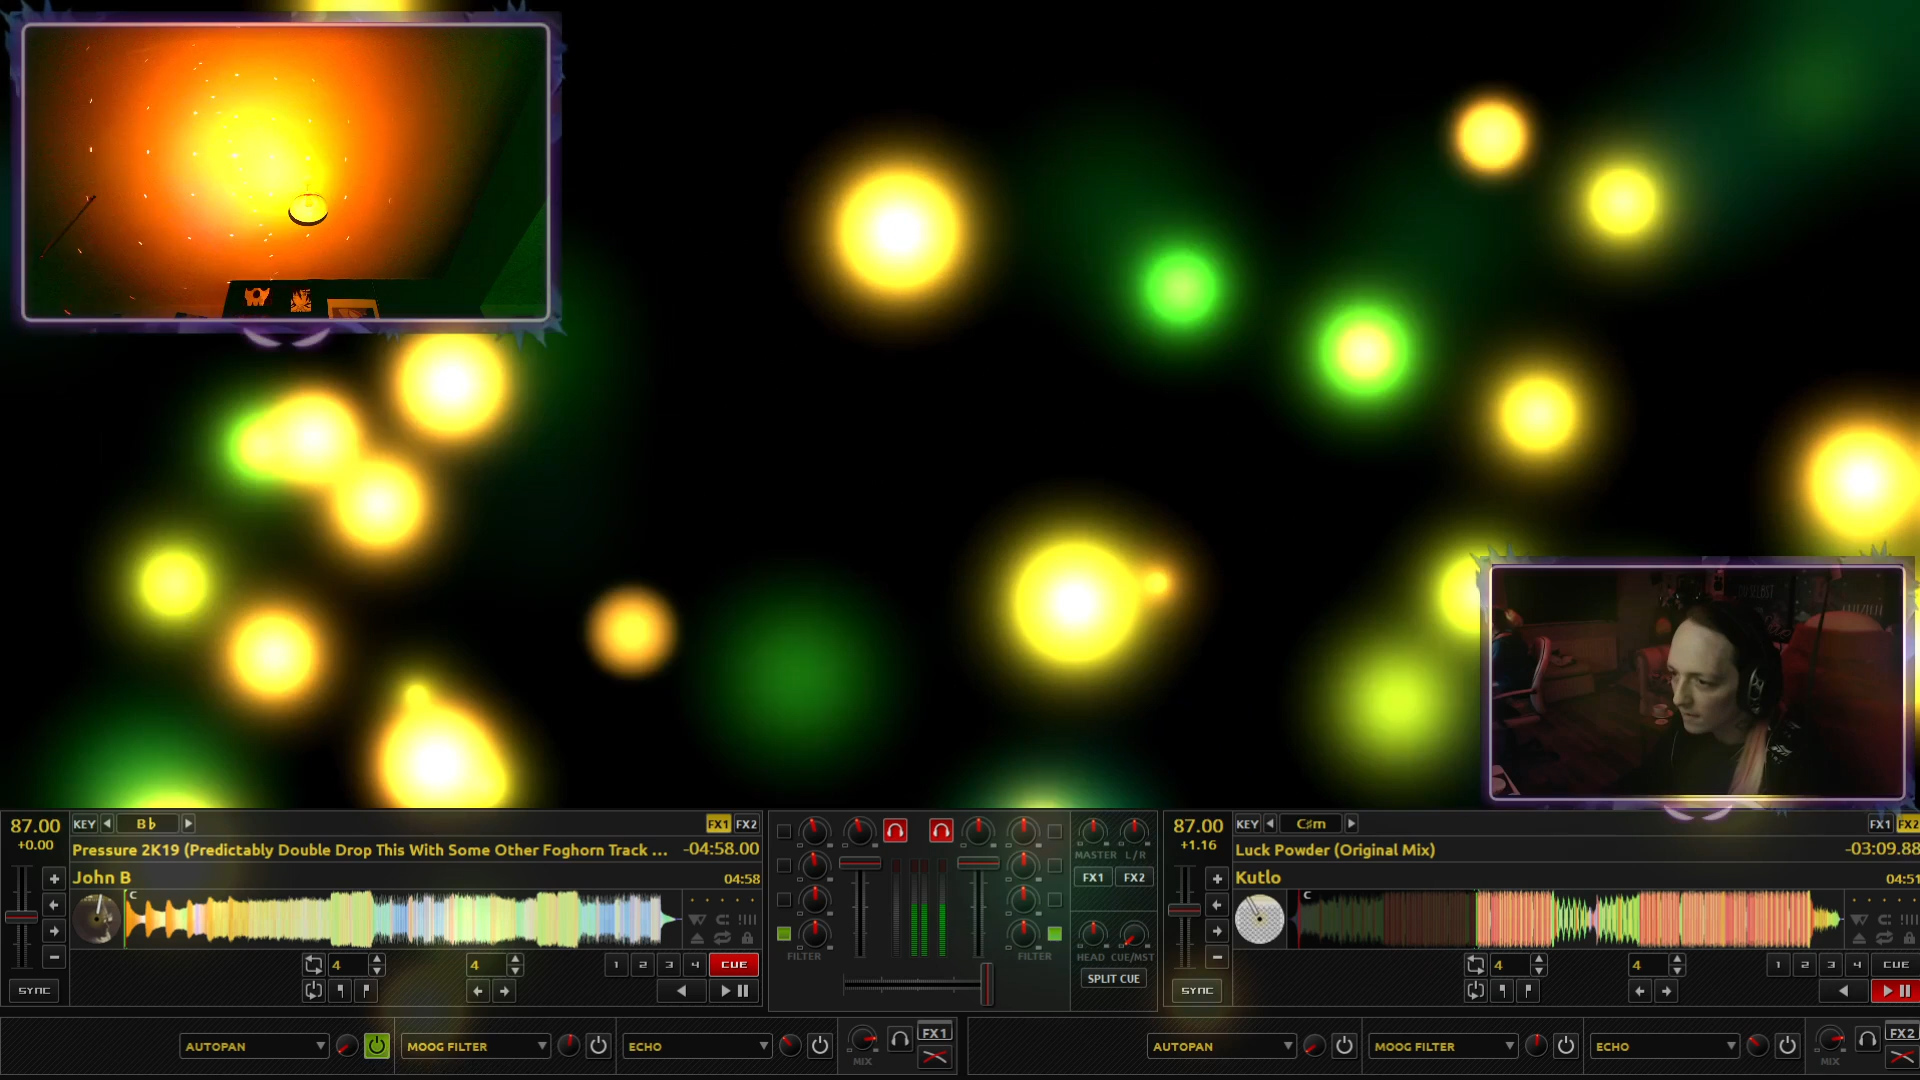 87.00
+0.00
KEY
B♭
FX1 FX2
Pressure 2K19 (Predictably Double Drop This With Some Other Foghorn Track ...
-04:58.00
John B
04:58
C
4
4
1 2 3 4 CUE
SYNC
FILTER
FILTER
MASTER L/R
FX1 FX2
HEAD CUE/MST
SPLIT CUE
87.00
+1.16
KEY
C♯m
FX1 FX2
Luck Powder (Original Mix)
-03:09.88
Kutlo
04:51
C
4
4
1 2 3 4 CUE
SYNC
AUTOPAN
MOOG FILTER
ECHO
MIX
FX1
AUTOPAN
MOOG FILTER
ECHO
MIX
FX2